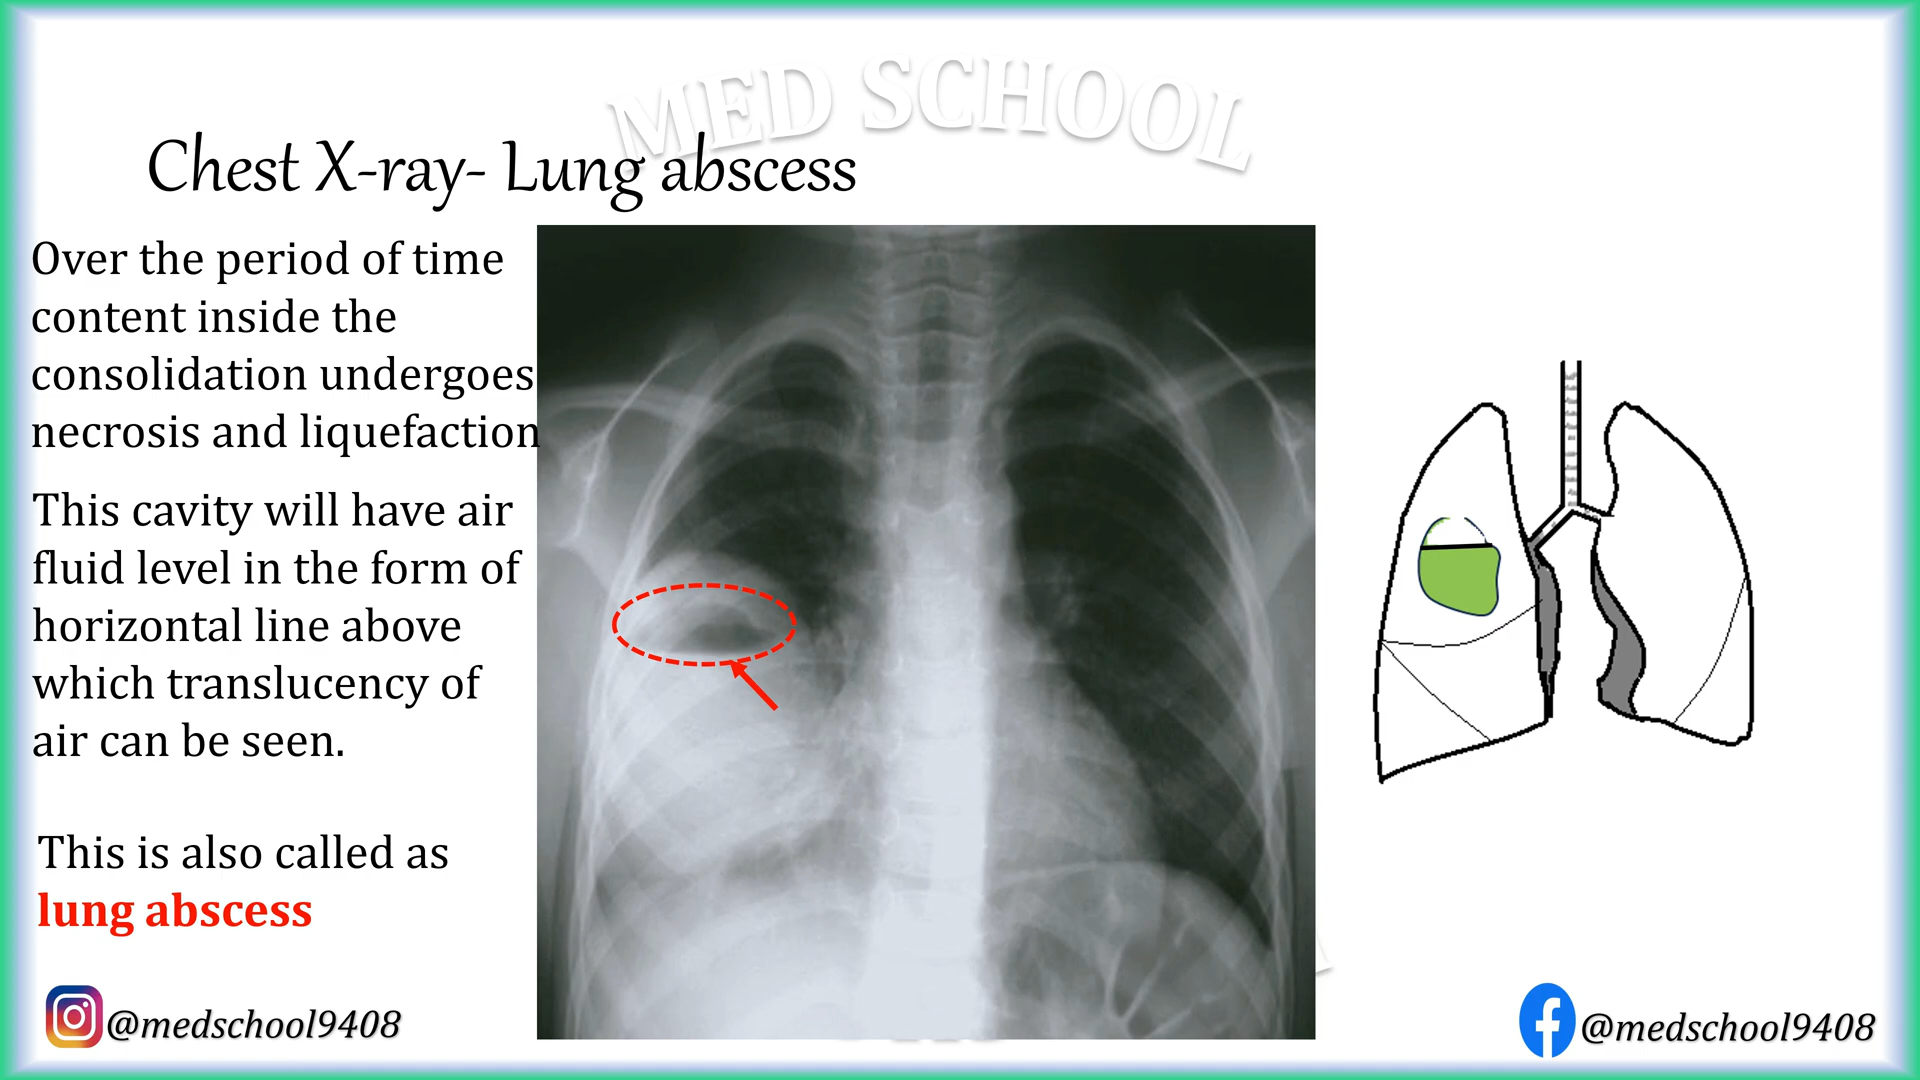 MED SCHOOL
Chest X-ray- Lung abscess
Over the period of time
content inside the
consolidation undergoes
necrosis and liquefaction
This cavity will have air
fluid level in the form of
horizontal line above
which translucency of
air can be seen.
This is also called as
lung abscess
@medschool9408
@medschool9408